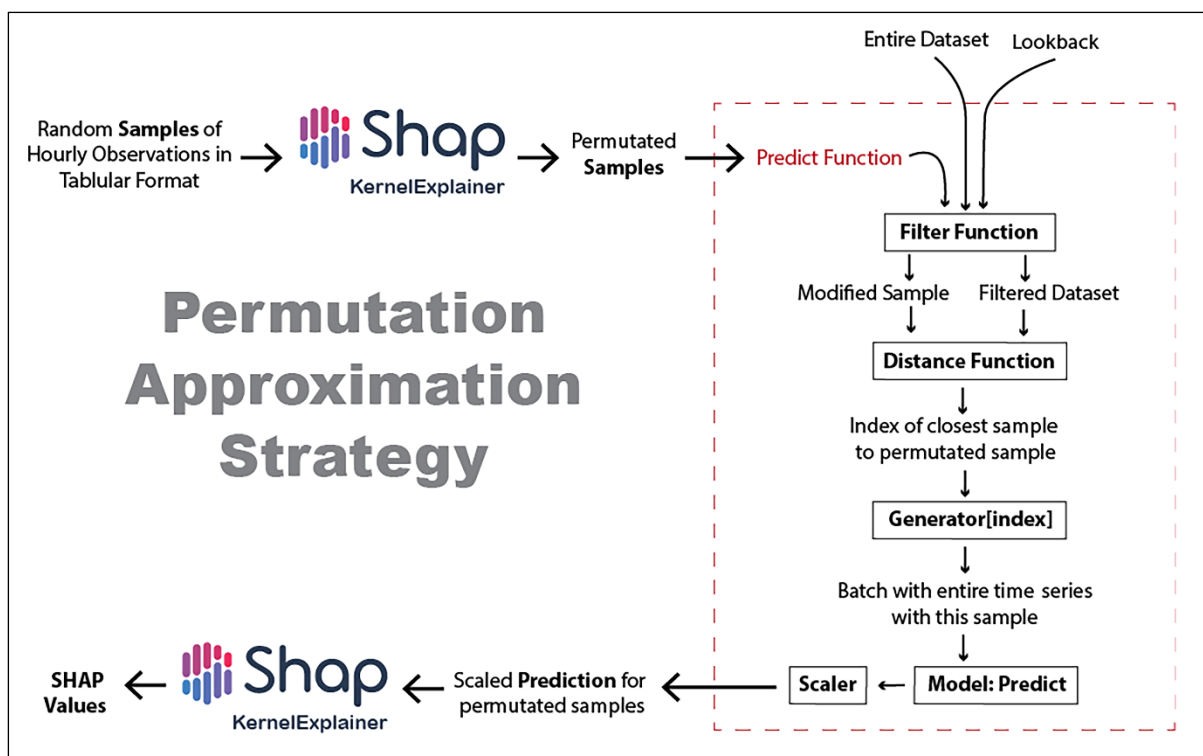 Entire Dataset
Lookback
Random Samples of
Hourly Observations in
Tablular Format
Shap
KernelExplainer
Permutated
Samples
Predict Function
Filter Function
Modified Sample
Filtered Dataset
Distance Function
Index of closest sample
to permutated sample
Generator[index]
Batch with entire time series
with this sample
Model: Predict
Scaler
Scaled Prediction for
permutated samples
Shap
KernelExplainer
SHAP
Values
Permutation
Approximation
Strategy